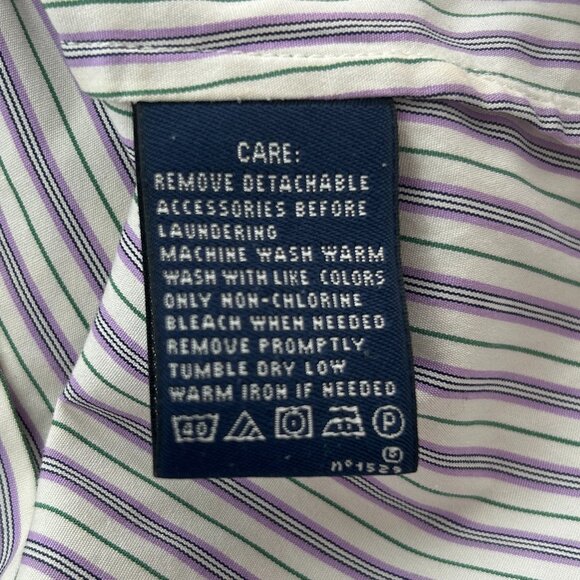 CARE:
REMOVE DETACHABLE
ACCESSORIES BEFORE
LAUNDERING
MACHINE WASH WARM
WASH WITH LIKE COLORS
ONLY NON-CHLORINE
BLEACH WHEN NEEDED
REMOVE PROMPTLY
TUMBLE DRY LOW
WARM IRON IF NEEDED
40 P
nº1529